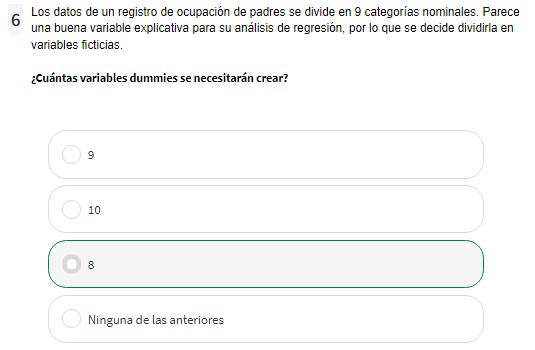 6
Los datos de un registro de ocupación de padres se divide en 9 categorías nominales. Parece
una buena variable explicativa para su análisis de regresión, por lo que se decide dividirla en
variables ficticias.
¿Cuántas variables dummies se necesitarán crear?
9
10
8
Ninguna de las anteriores